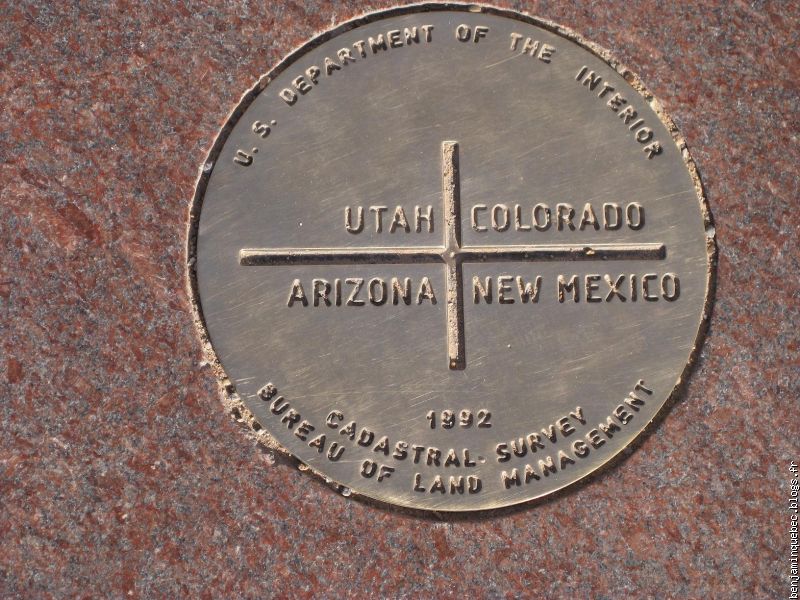 U.S. DEPARTMENT OF THE INTERIOR
UTAH COLORADO
ARIZONA NEW MEXICO
1992
CADASTRAL-SURVEY
BUREAU OF LAND MANAGEMENT
benjaminquebec.blogs.fr